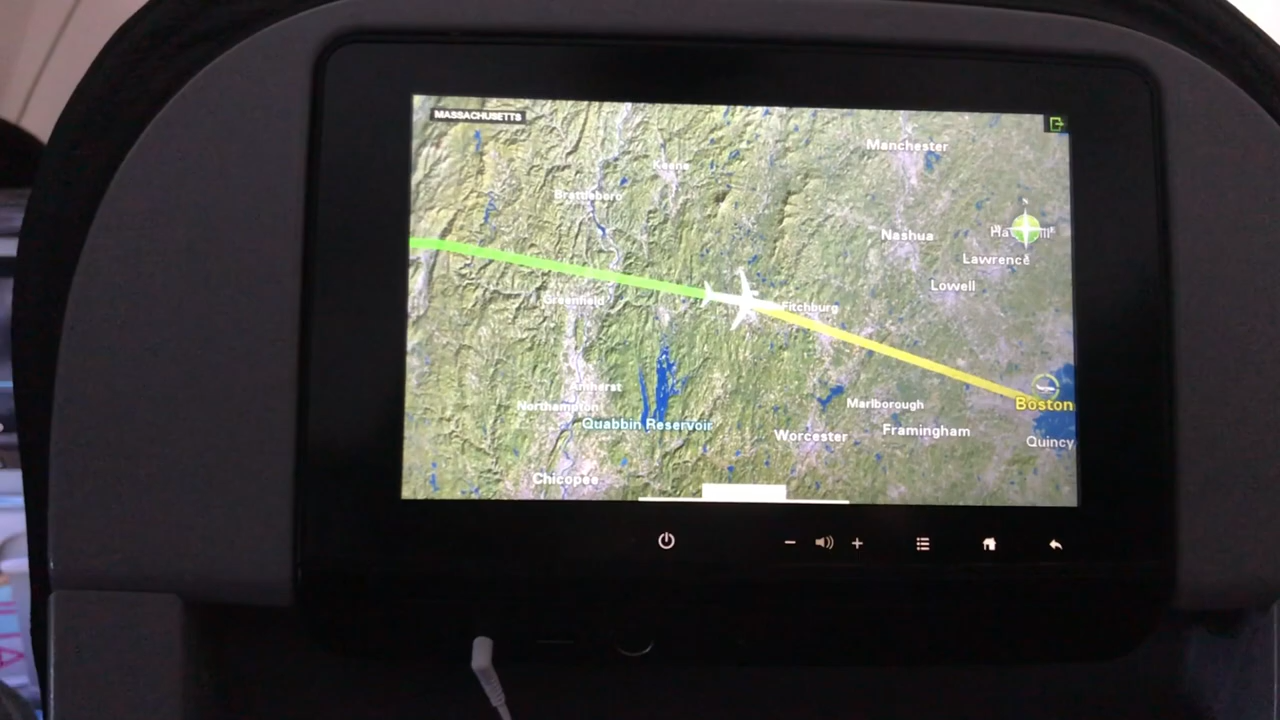 MASSACHUSETTS
Manchester
Keene
Brattleboro
Nashua
Lawrence
Lowell
Greenfield
Fitchburg
Amherst
Northampton
Marlborough
Boston
Quabbin Reservoir
Worcester
Framingham
Quincy
Chicopee